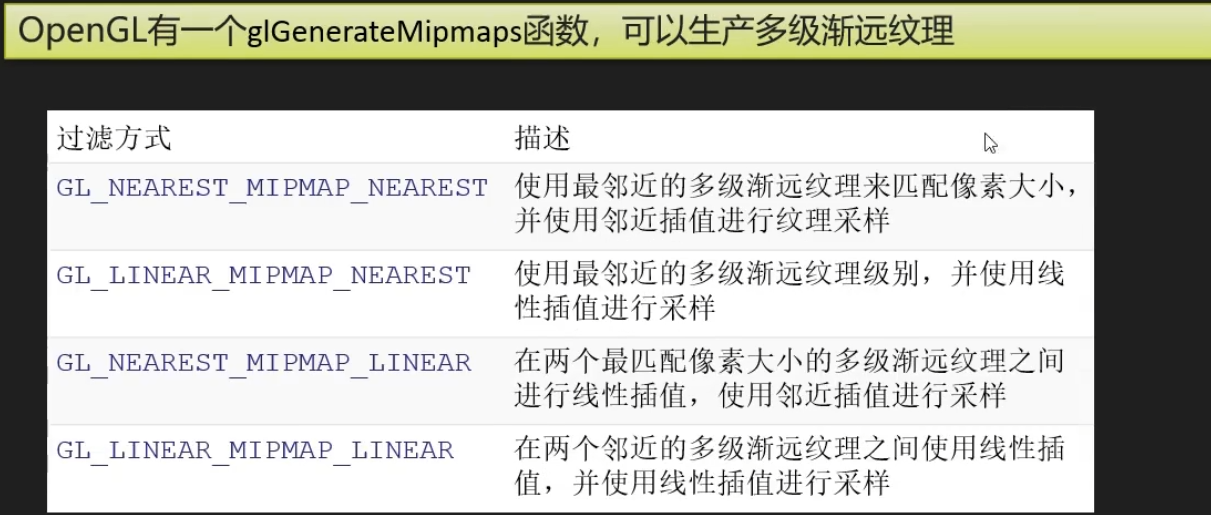 OpenGL有一个glGenerateMipmaps函数，可以生产多级渐远纹理
过滤方式 描述
GL_NEAREST_MIPMAP_NEAREST 使用最邻近的多级渐远纹理来匹配像素大小，
并使用邻近插值进行纹理采样
GL_LINEAR_MIPMAP_NEAREST 使用最邻近的多级渐远纹理级别，并使用线
性插值进行采样
GL_NEAREST_MIPMAP_LINEAR 在两个最匹配像素大小的多级渐远纹理之间
进行线性插值，使用邻近插值进行采样
GL_LINEAR_MIPMAP_LINEAR 在两个邻近的多级渐远纹理之间使用线性插
值，并使用线性插值进行采样